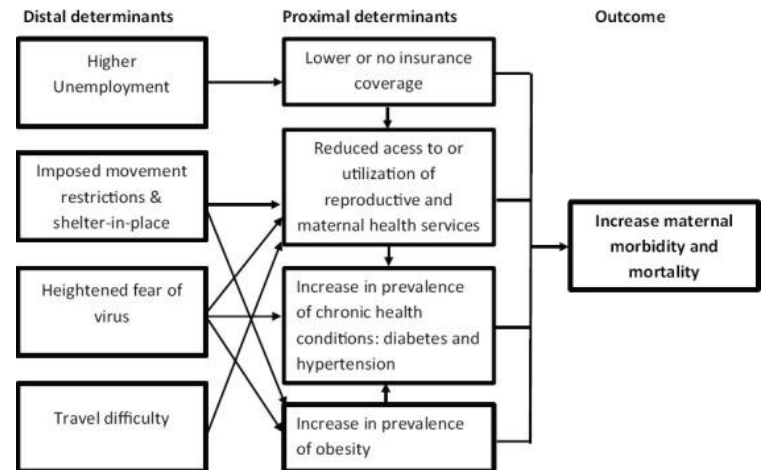 Distal determinants
Proximal determinants
Outcome
Higher
Unemployment
Lower or no insurance
coverage
Imposed movement
restrictions &
shelter-in-place
Reduced acess to or
utilization of
reproductive and
maternal health services
Increase maternal
morbidity and
mortality
Heightened fear of
virus
Increase in prevalence
of chronic health
conditions: diabetes and
hypertension
Travel difficulty
Increase in prevalence
of obesity